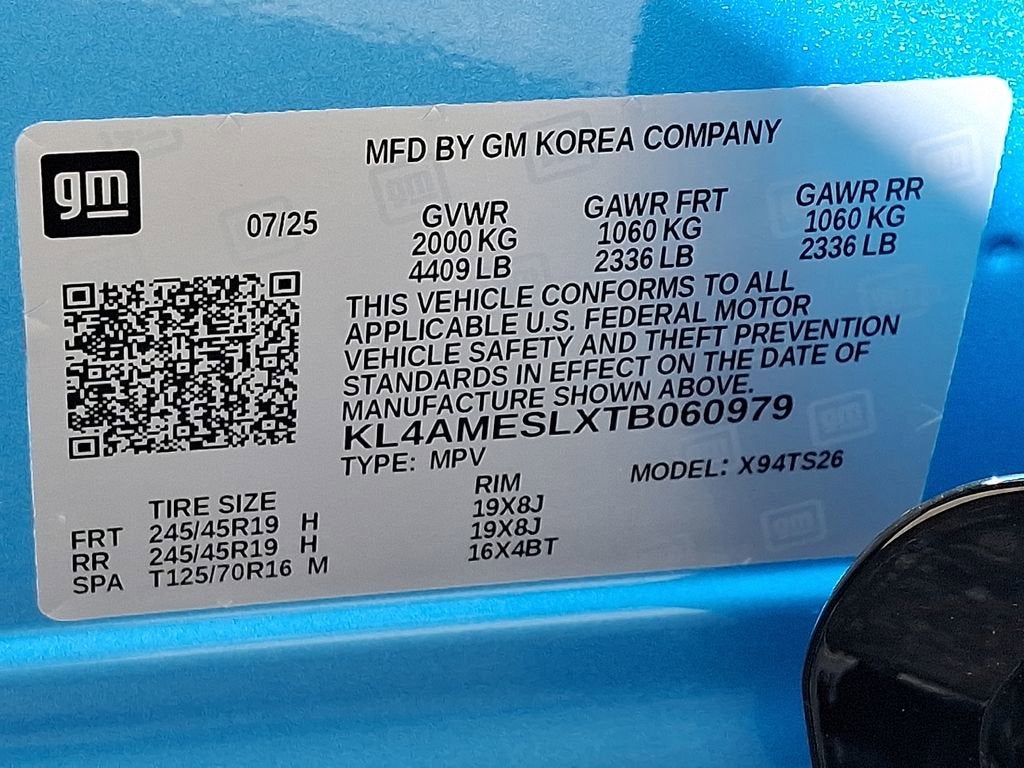 gm
MFD BY GM KOREA COMPANY
07/25
GVWR
2000 KG
4409 LB
GAWR FRT
1060 KG
2336 LB
GAWR RR
1060 KG
2336 LB
THIS VEHICLE CONFORMS TO ALL
APPLICABLE U.S. FEDERAL MOTOR
VEHICLE SAFETY AND THEFT PREVENTION
STANDARDS IN EFFECT ON THE DATE OF
MANUFACTURE SHOWN ABOVE.
KL4AMESLXTB060979
TYPE: MPV
MODEL: X94TS26
TIRE SIZE RIM
FRT 245/45R19 H 19X8J
RR 245/45R19 H 19X8J
SPA T125/70R16 M 16X4BT